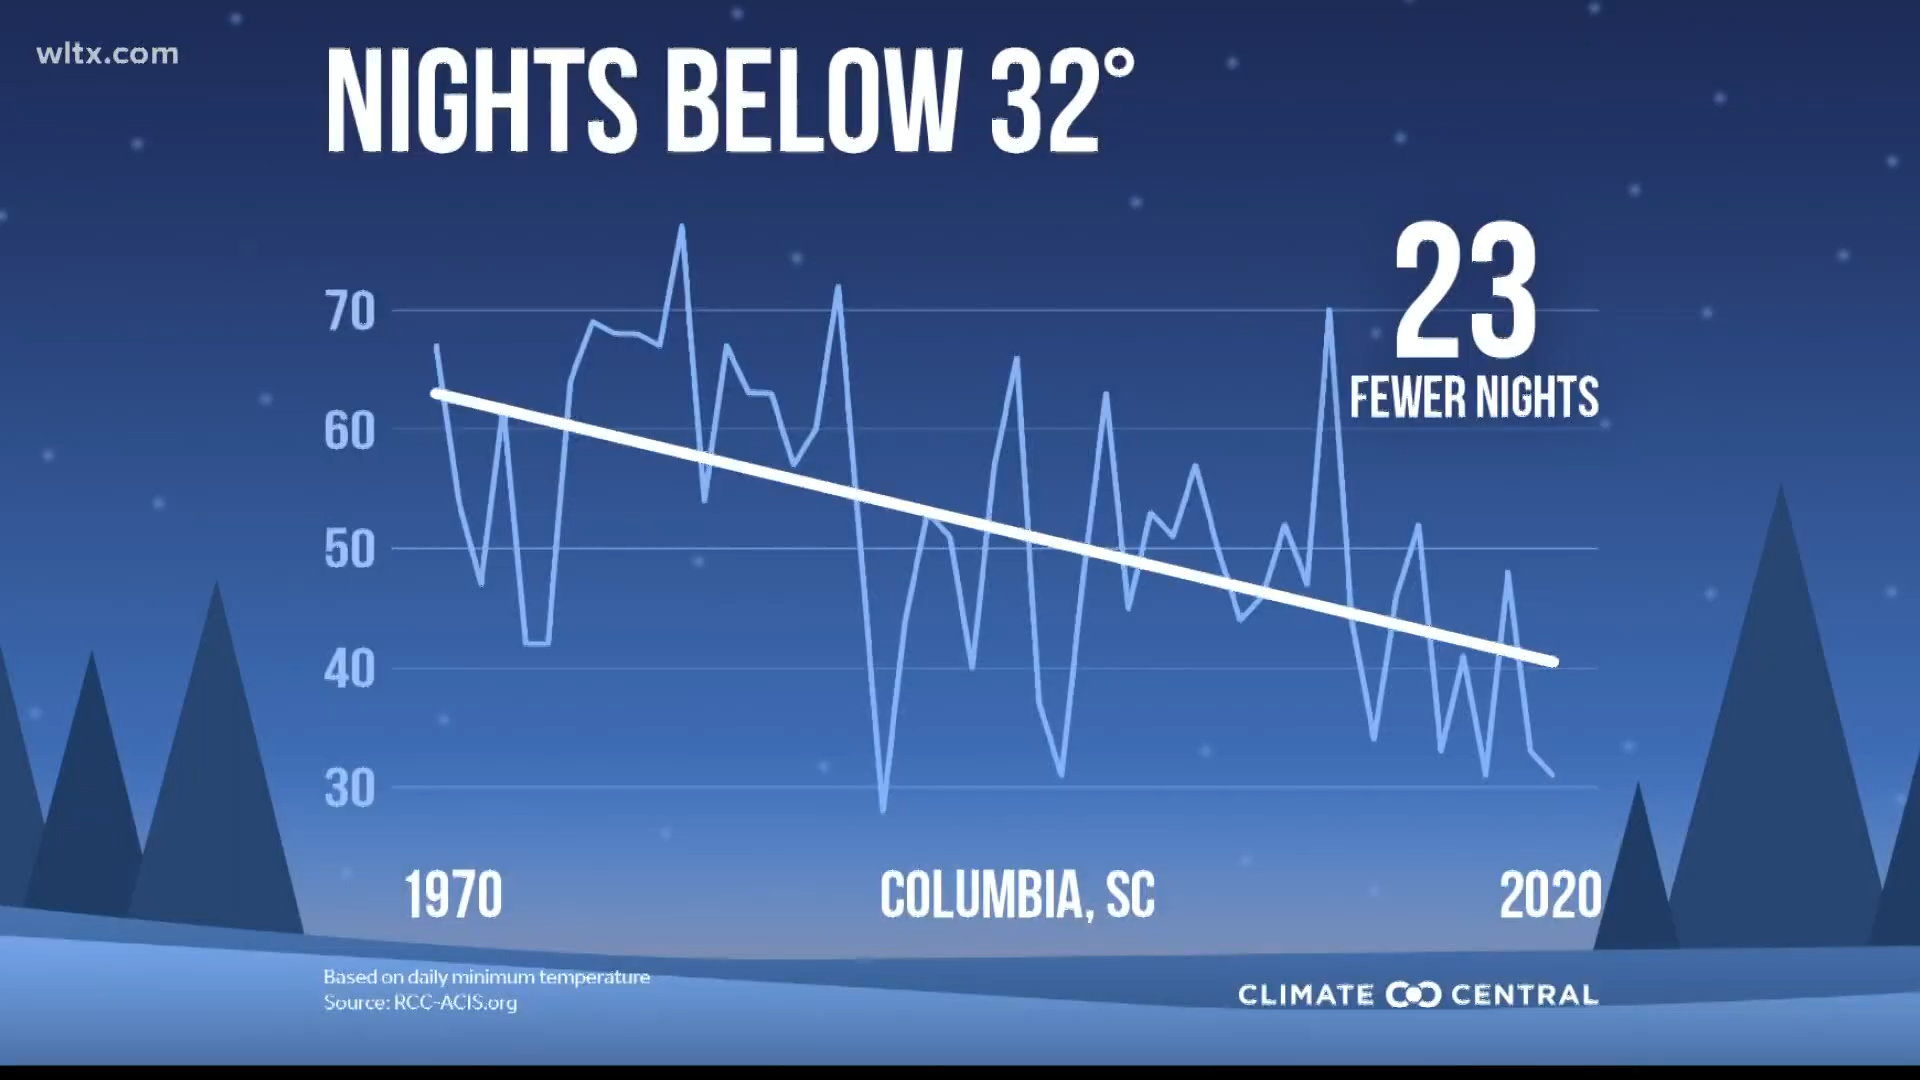 wltx.com
NIGHTS BELOW 32°
23
FEWER NIGHTS
70
60
50
40
30
1970
COLUMBIA, SC
2020
Based on daily minimum temperature
Source: RCC-ACIS.org
CLIMATE CENTRAL